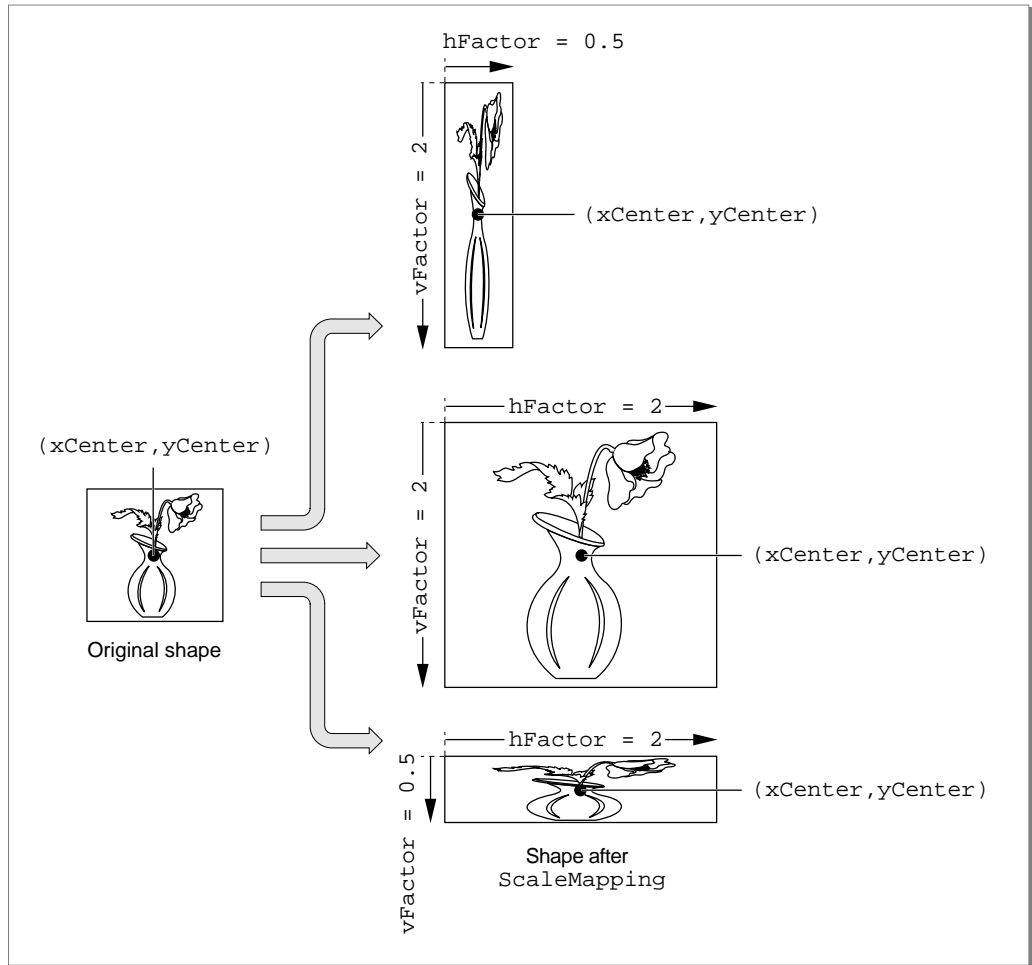 hFactor = 0.5
vFactor = 2
(xCenter,yCenter)
hFactor = 2
(xCenter,yCenter)
vFactor = 2
(xCenter,yCenter)
Original shape
hFactor = 2
vFactor = 0.5
(xCenter,yCenter)
Shape after
ScaleMapping